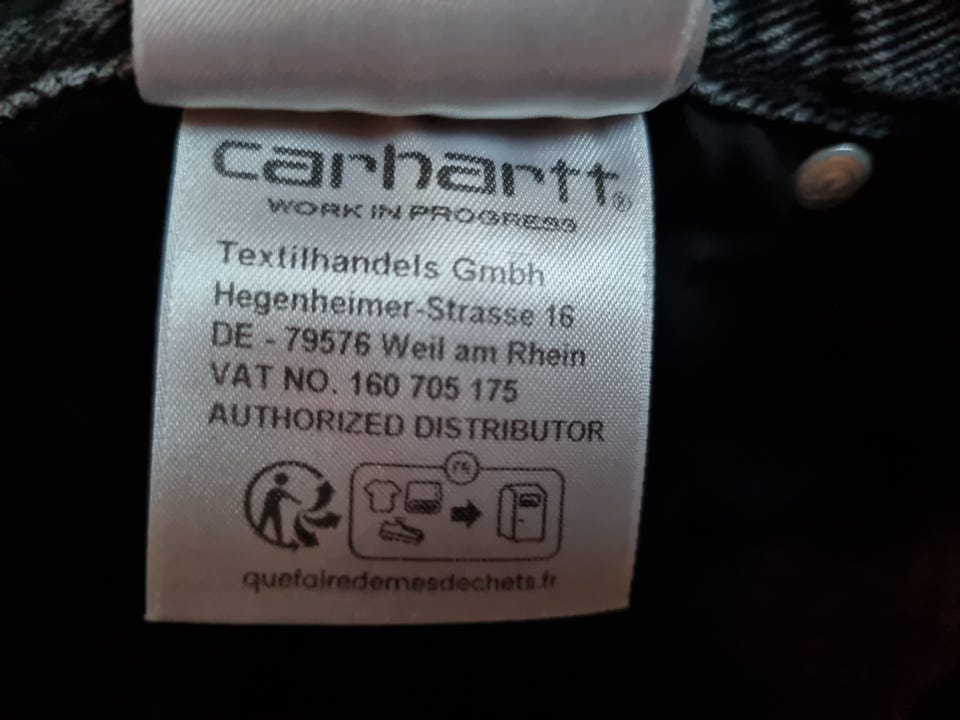 carhartt®
WORK IN PROGRESS
Textilhandels Gmbh
Hegenheimer-Strasse 16
DE - 79576 Weil am Rhein
VAT NO. 160 705 175
AUTHORIZED DISTRIBUTOR
FR
quefairedemesdechets.fr